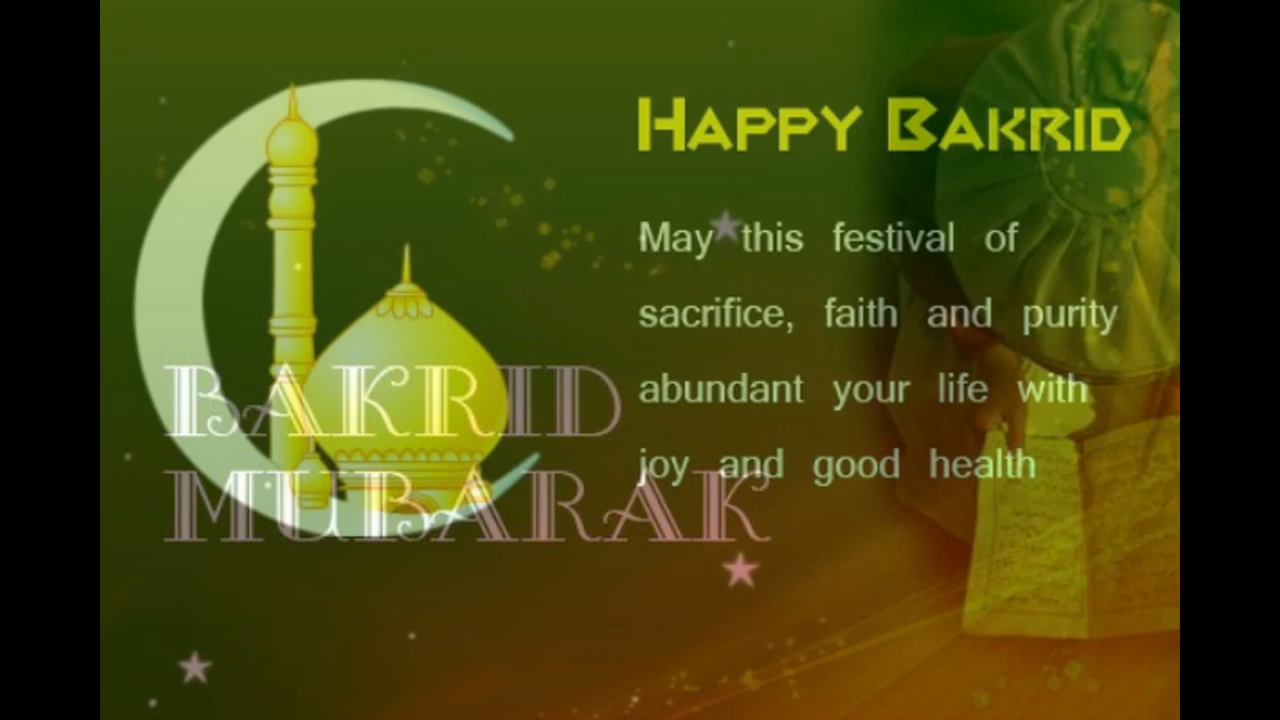 Happy Bakrid
May this festival of
sacrifice, faith and purity
abundant your life with
joy and good health
BAKRID
MUBARAK